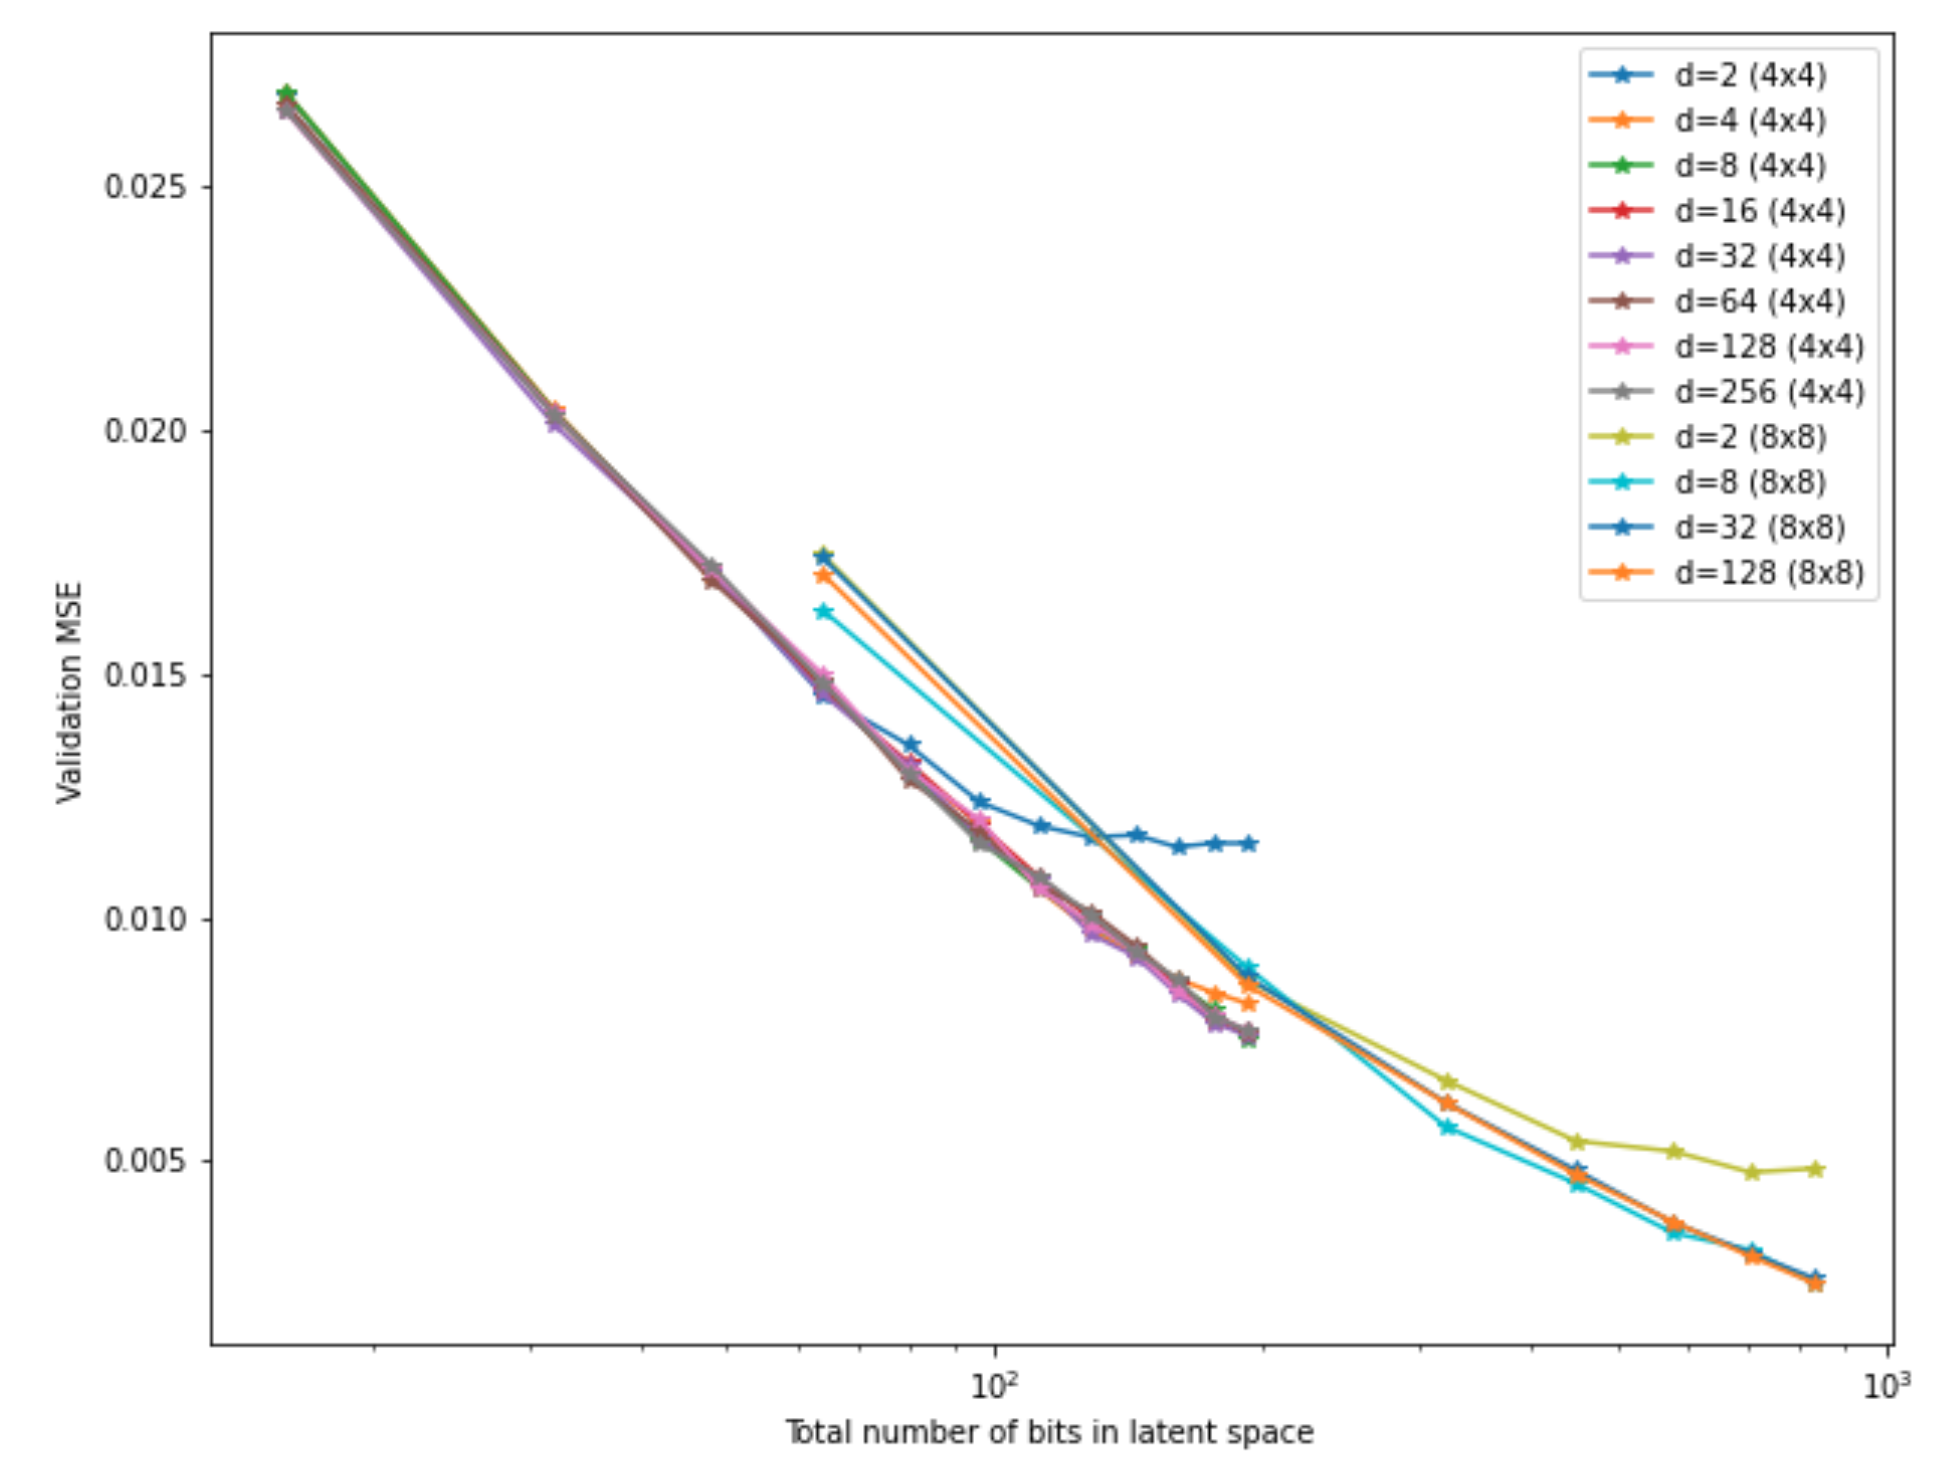 d=2 (4x4)
d=4 (4x4)
d=8 (4x4)
d=16 (4x4)
d=32 (4x4)
d=64 (4x4)
d=128 (4x4)
d=256 (4x4)
d=2 (8x8)
d=8 (8x8)
d=32 (8x8)
d=128 (8x8)
0.025
0.020
0.015
0.010
0.005
Validation MSE
10² 10³
Total number of bits in latent space